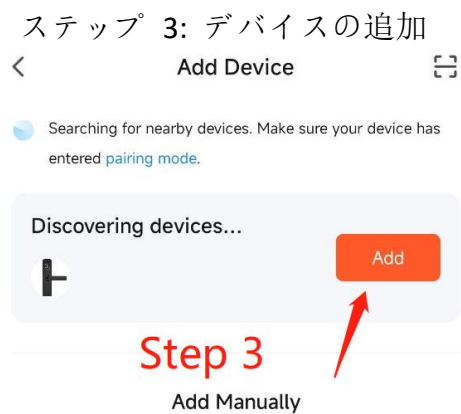 ステップ 3: デバイスの追加
Add Device
Searching for nearby devices. Make sure your device has
entered pairing mode.
Discovering devices...
Add
Step 3
Add Manually